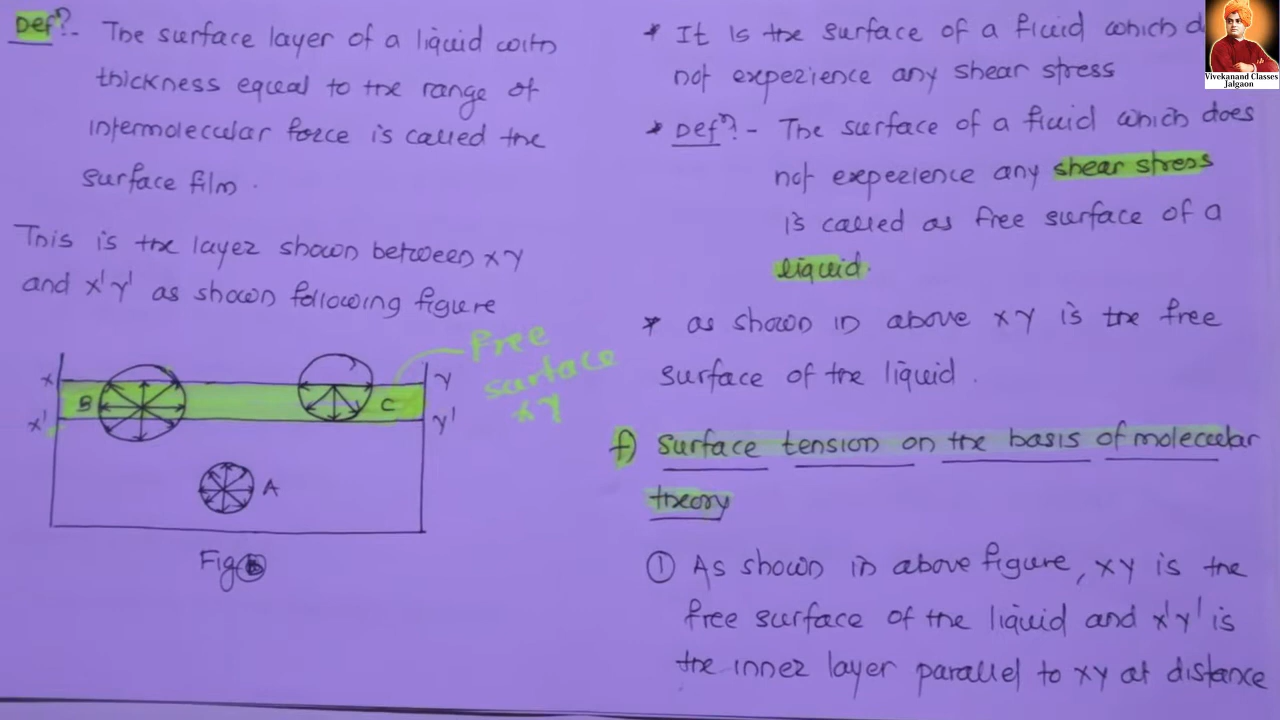 Defⁿ:- The surface layer of a liquid with
thickness equal to the range of
intermolecular force is called the
surface film.
This is the layer shown between XY
and X'Y' as shown following figure
Free
surface
XY
X
Y
B
C
X'
Y'
A
Fig
* It is the surface of a fluid which
not experience any shear stress
* Defⁿ:- The surface of a fluid which does
not experience any shear stress
is called as free surface of a
liquid.
* as shown in above XY is the free
surface of the liquid.
f) Surface tension on the basis of molecular
theory
① As shown in above figure, XY is the
free surface of the liquid and X'Y' is
the inner layer parallel to XY at distance
Vivekanand Classes
Jalgaon